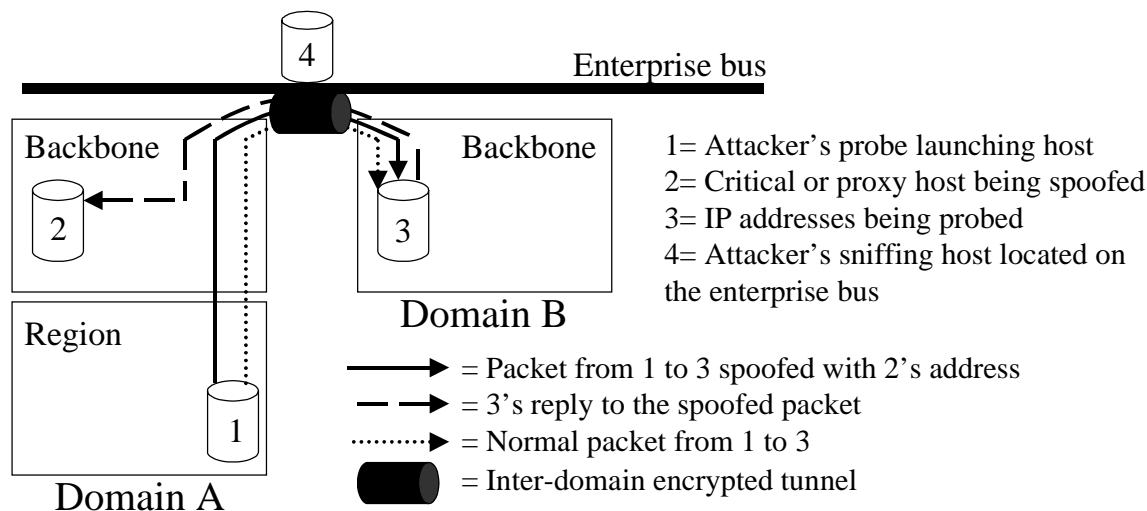 4
Enterprise bus
Backbone
Backbone
2
3
1= Attacker's probe launching host
2= Critical or proxy host being spoofed
3= IP addresses being probed
4= Attacker's sniffing host located on
the enterprise bus
Domain B
Region
1
Domain A
= Packet from 1 to 3 spoofed with 2's address
= 3's reply to the spoofed packet
= Normal packet from 1 to 3
= Inter-domain encrypted tunnel